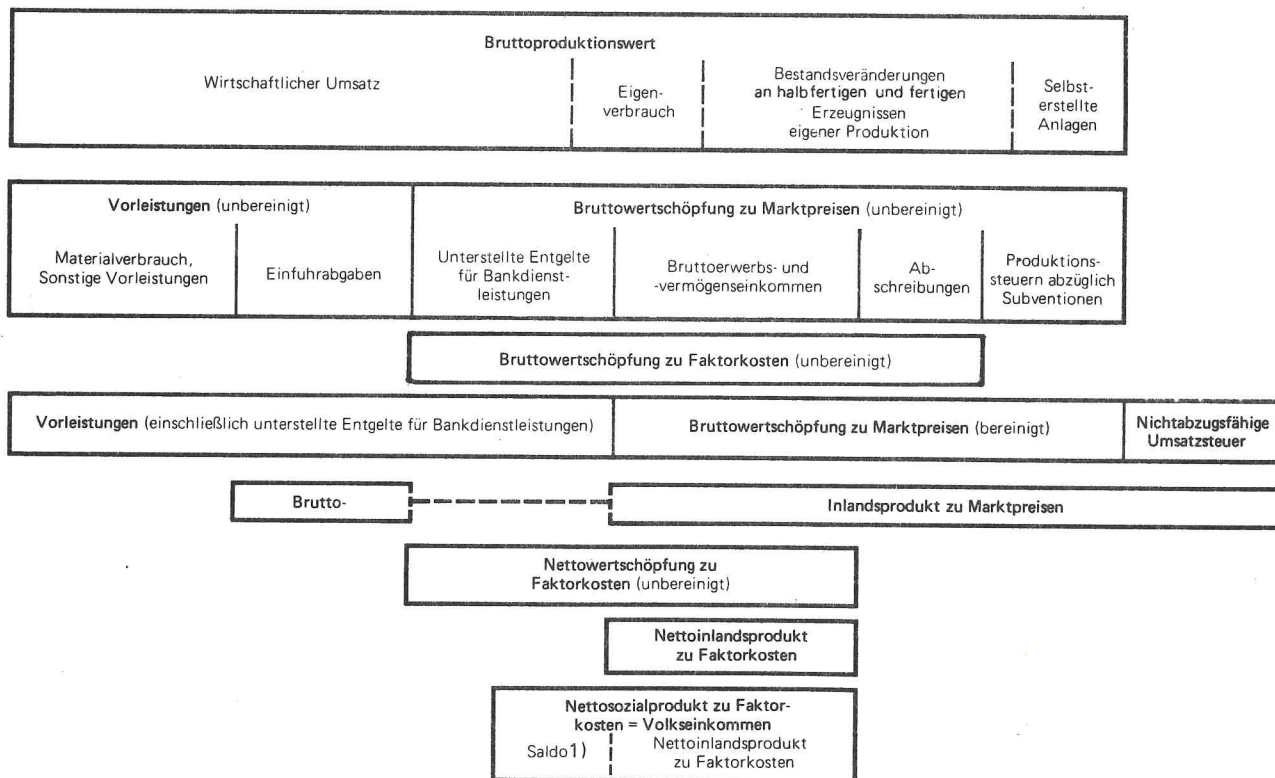 Bruttoproduktionswert
Wirtschaftlicher Umsatz
Eigen-
verbrauch
Bestandsveränderungen
an halbfertigen und fertigen
Erzeugnissen
eigener Produktion
Selbst-
erstellte
Anlagen
Vorleistungen (unbereinigt)
Materialverbrauch,
Sonstige Vorleistungen
Einfuhrabgaben
Bruttowertschöpfung zu Marktpreisen (unbereinigt)
Unterstellte Entgelte
für Bankdienst-
leistungen
Bruttoerwerbs- und
-vermögenseinkommen
Ab-
schreibungen
Produktions-
steuern abzüglich
Subventionen
Bruttowertschöpfung zu Faktorkosten (unbereinigt)
Vorleistungen (einschließlich unterstellte Entgelte für Bankdienstleistungen)
Bruttowertschöpfung zu Marktpreisen (bereinigt)
Nichtabzugsfähige
Umsatzsteuer
Brutto-
Inlandsprodukt zu Marktpreisen
Nettowertschöpfung zu
Faktorkosten (unbereinigt)
Nettoinlandsprodukt
zu Faktorkosten
Nettosozialprodukt zu Faktor-
kosten = Volkseinkommen
Saldo1)
Nettoinlandsprodukt
zu Faktorkosten